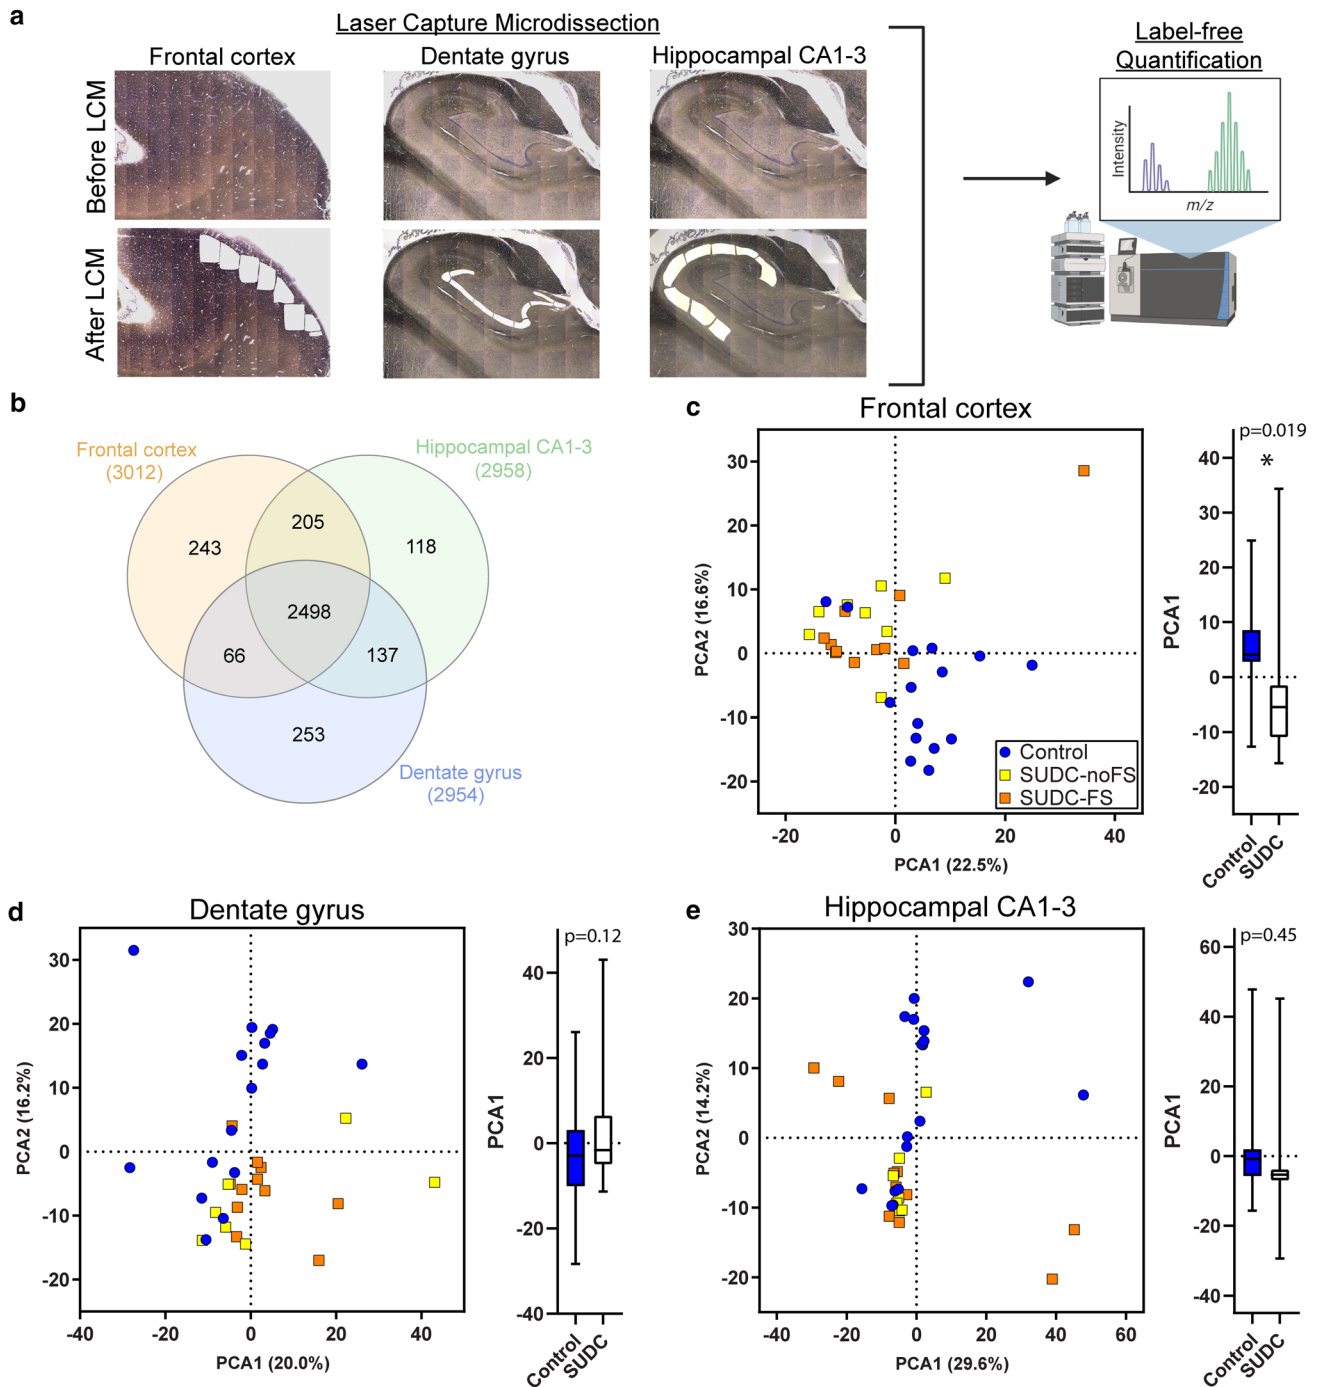 a
Laser Capture Microdissection
Frontal cortex
Dentate gyrus
Hippocampal CA1-3
Before LCM
After LCM
Label-free
Quantification
Intensity
m/z
b
Frontal cortex
(3012)
Hippocampal CA1-3
(2958)
243
205
118
2498
66
137
253
Dentate gyrus
(2954)
c
Frontal cortex
30
20
10
0
-10
-20
PCA2 (16.6%)
-20
0
20
40
PCA1 (22.5%)
Control
SUDC-noFS
SUDC-FS
p=0.019
*
40
30
20
10
0
-10
-20
PCA1
Control
SUDC
d
Dentate gyrus
30
20
10
0
-10
-20
PCA2 (16.2%)
-40
-20
0
20
40
PCA1 (20.0%)
p=0.12
40
20
0
-20
-40
PCA1
Control
SUDC
e
Hippocampal CA1-3
30
20
10
0
-10
-20
PCA2 (14.2%)
-40
-20
0
20
40
60
PCA1 (29.6%)
p=0.45
60
40
20
0
-20
-40
PCA1
Control
SUDC